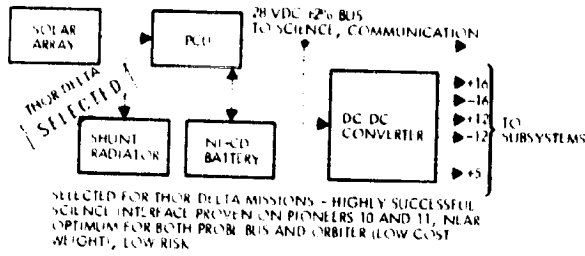 SOLAR
ARRAY
PCU
28 VDC ±2% BUS
TO SCIENCE, COMMUNICATION
THOR DELTA
SELECTED
SHUNT
RADIATOR
NI-CD
BATTERY
DC-DC
CONVERTER
+16
-16
+12
-12
+5
TO
SUBSYSTEMS
SELECTED FOR THOR DELTA MISSIONS - HIGHLY SUCCESSFUL
SCIENCE INTERFACE PROVEN ON PIONEERS 10 AND 11, NEAR
OPTIMUM FOR BOTH PROBE BUS AND ORBITER (LOW COST
WEIGHT), LOW RISK